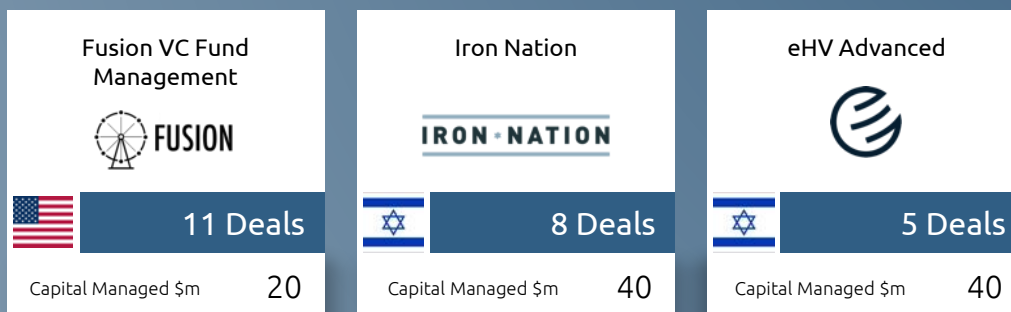 Fusion VC Fund
Management
FUSION
11 Deals
Capital Managed $m 20
Iron Nation
IRON NATION
8 Deals
Capital Managed $m 40
eHV Advanced
5 Deals
Capital Managed $m 40